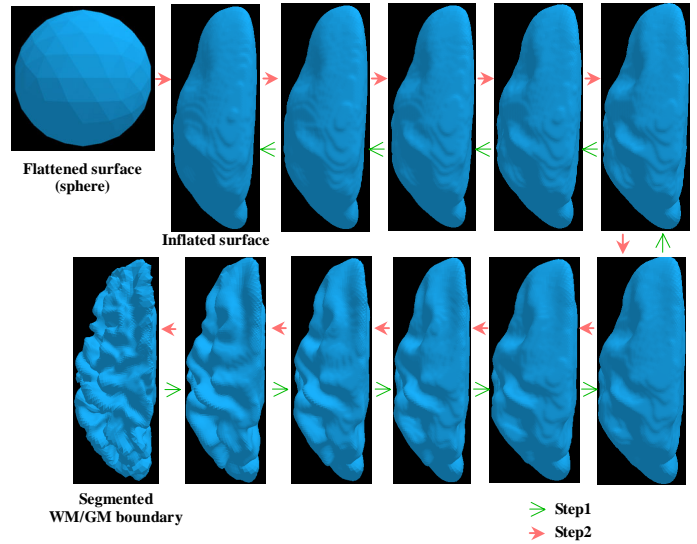 Flattened surface
(sphere)
Inflated surface
Segmented
WM/GM boundary
Step1
Step2